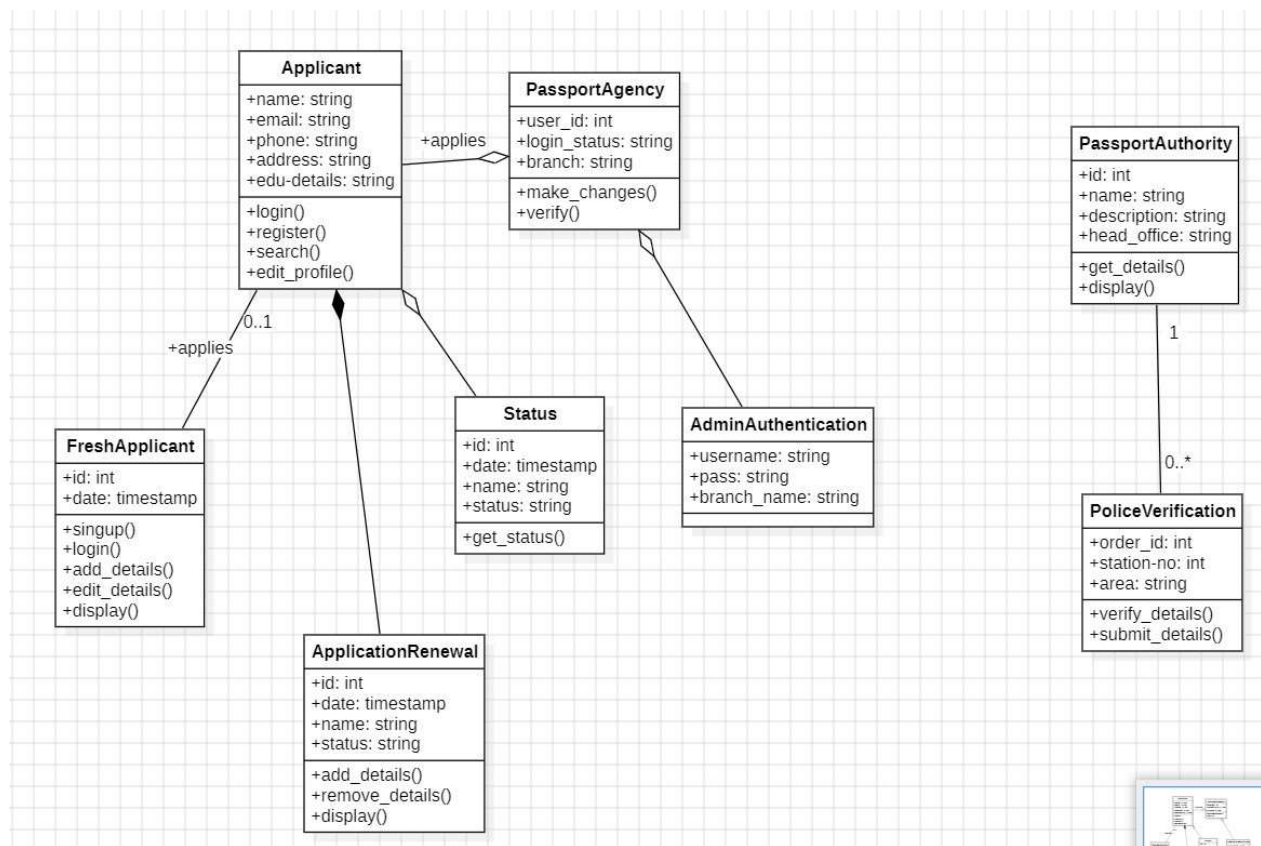 Applicant
+name: string
+email: string
+phone: string
+address: string
+edu-details: string
+login()
+register()
+search()
+edit_profile()
+applies
PassportAgency
+user_id: int
+login_status: string
+branch: string
+make_changes()
+verify()
PassportAuthority
+id: int
+name: string
+description: string
+head_office: string
+get_details()
+display()
0..1
+applies
1
0..*
FreshApplicant
+id: int
+date: timestamp
+singup()
+login()
+add_details()
+edit_details()
+display()
Status
+id: int
+date: timestamp
+name: string
+status: string
+get_status()
AdminAuthentication
+username: string
+pass: string
+branch_name: string
PoliceVerification
+order_id: int
+station-no: int
+area: string
+verify_details()
+submit_details()
ApplicationRenewal
+id: int
+date: timestamp
+name: string
+status: string
+add_details()
+remove_details()
+display()